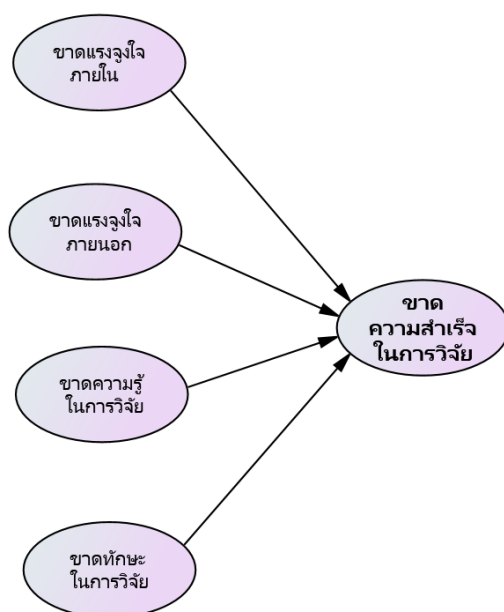 ขาดแรงจูงใจ
ภายใน
ขาดแรงจูงใจ
ภายนอก
ขาด
ความสำเร็จ
ในการวิจัย
ขาดความรู้
ในการวิจัย
ขาดทักษะ
ในการวิจัย